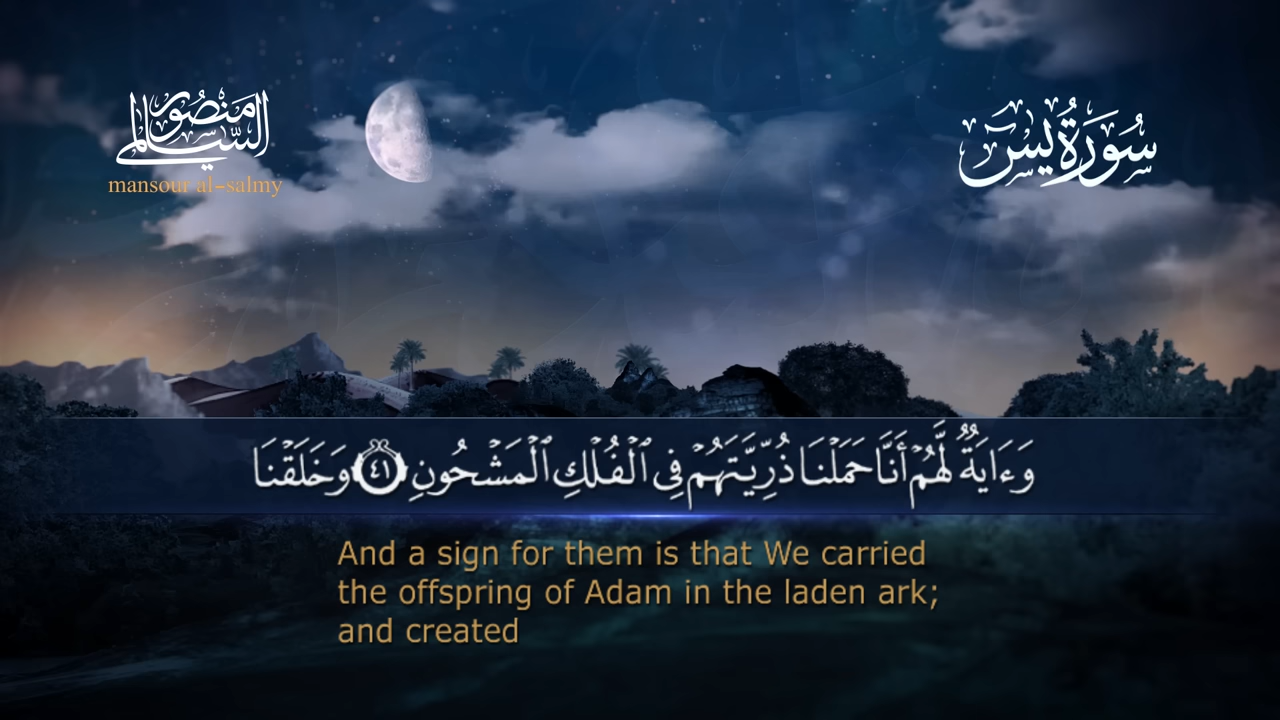 منصور السالمي
mansour al-salmy
سُورَةُ يسٓ
وَءَايَةٌ لَّهُمْ أَنَّا حَمَلْنَا ذُرِّيَّتَهُمْ فِى ٱلْفُلْكِ ٱلْمَشْحُونِ ٤١ وَخَلَقْنَا
And a sign for them is that We carried
the offspring of Adam in the laden ark;
and created